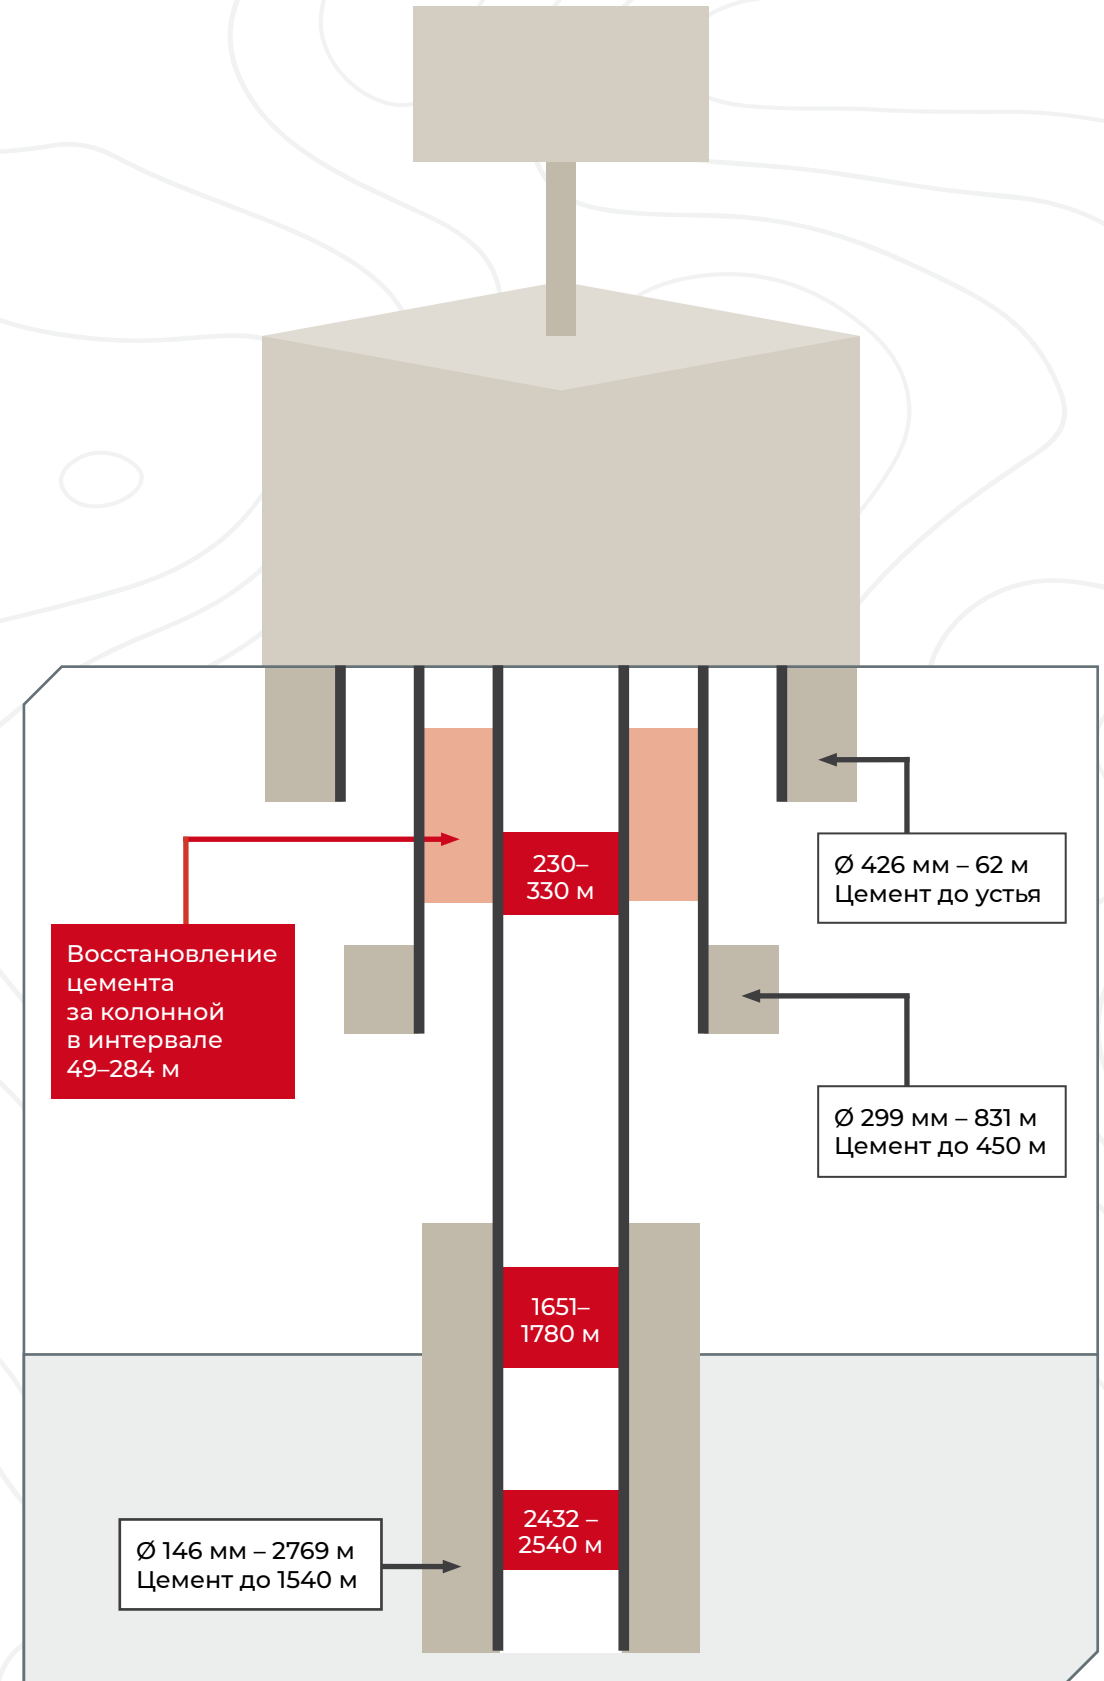 230–
330 м
Ø 426 мм – 62 м
Цемент до устья
Восстановление
цемента
за колонной
в интервале
49–284 м
Ø 299 мм – 831 м
Цемент до 450 м
1651–
1780 м
2432 –
2540 м
Ø 146 мм – 2769 м
Цемент до 1540 м